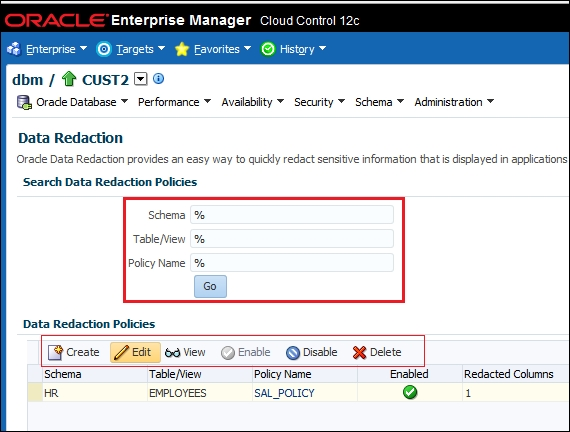 ORACLE Enterprise Manager Cloud Control 12c
Enterprise Targets Favorites History
dbm / CUST2
Oracle Database Performance Availability Security Schema Administration
Data Redaction
Oracle Data Redaction provides an easy way to quickly redact sensitive information that is displayed in applications
Search Data Redaction Policies
Schema %
Table/View %
Policy Name %
Go
Data Redaction Policies
Create Edit View Enable Disable Delete
Schema Table/View Policy Name Enabled Redacted Columns
HR EMPLOYEES SAL_POLICY 1